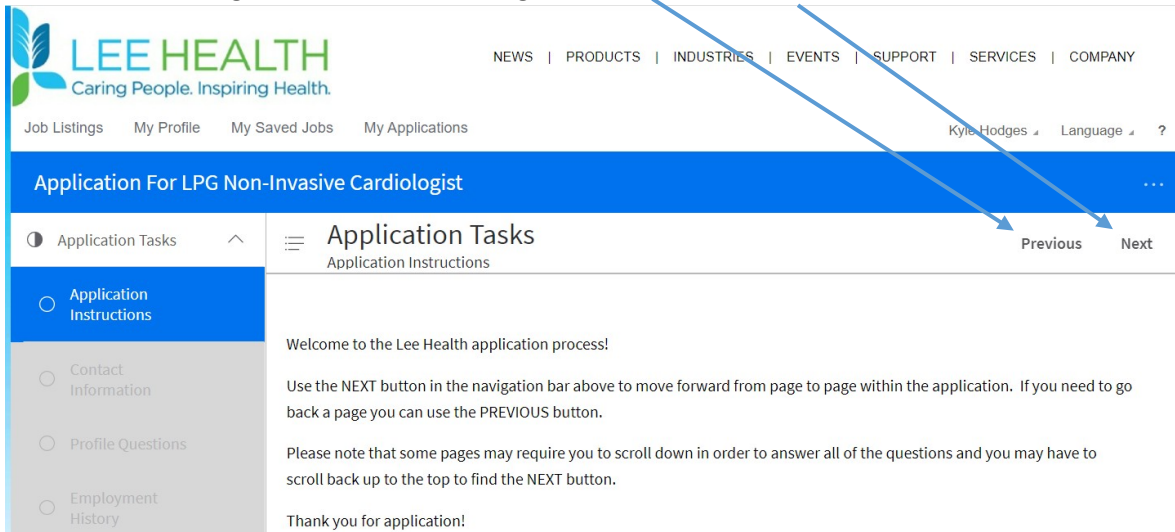 LEE HEALTH
Caring People. Inspiring Health.
NEWS | PRODUCTS | INDUSTRIES | EVENTS | SUPPORT | SERVICES | COMPANY
Job Listings My Profile My Saved Jobs My Applications
Kyle Hodges Language ?
Application For LPG Non-Invasive Cardiologist
...
Application Tasks
Application Tasks
Application Instructions
Previous Next
Application
Instructions
Contact
Information
Profile Questions
Employment
History
Welcome to the Lee Health application process!
Use the NEXT button in the navigation bar above to move forward from page to page within the application. If you need to go
back a page you can use the PREVIOUS button.
Please note that some pages may require you to scroll down in order to answer all of the questions and you may have to
scroll back up to the top to find the NEXT button.
Thank you for application!